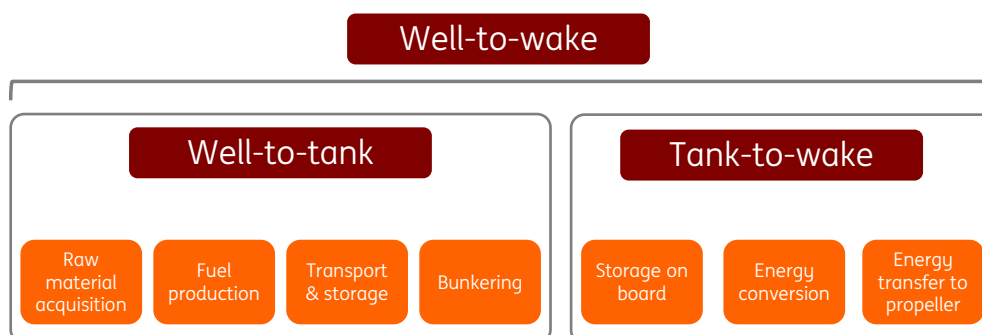 Well-to-wake
Well-to-tank
Tank-to-wake
Raw
material
acquisition
Fuel
production
Transport
& storage
Bunkering
Storage on
board
Energy
conversion
Energy
transfer to
propeller